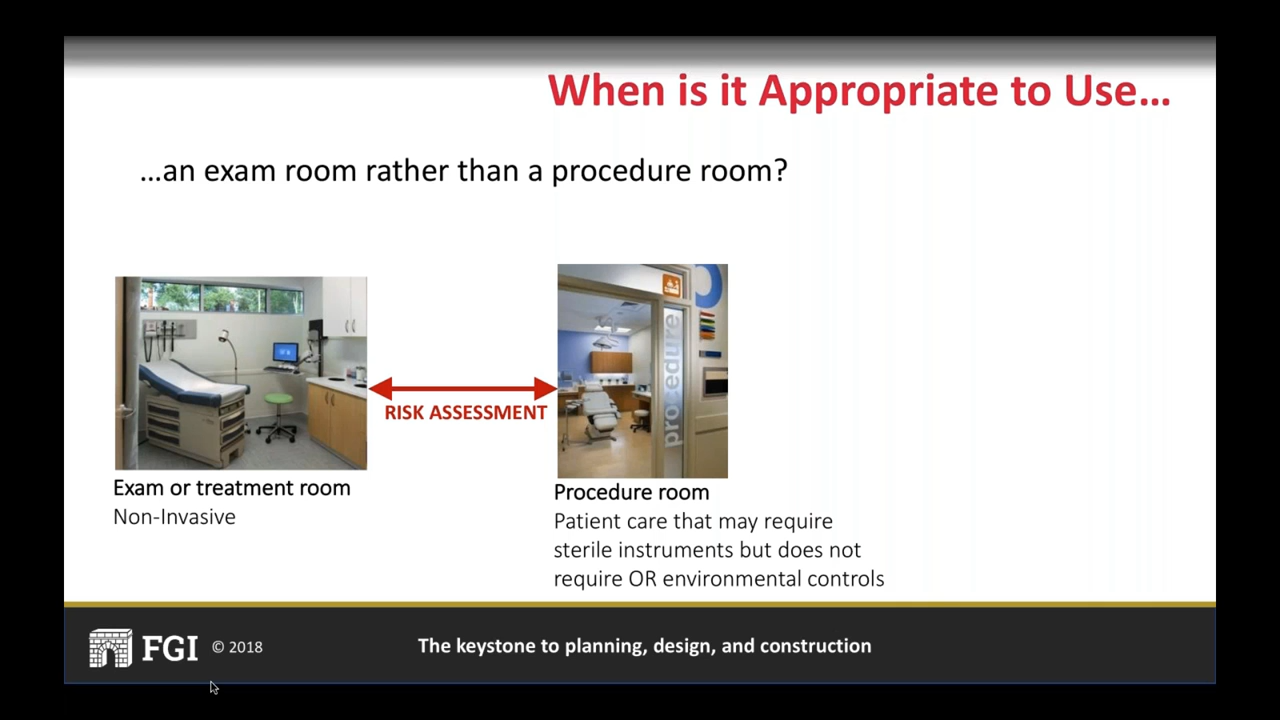 When is it Appropriate to Use...
...an exam room rather than a procedure room?
procedure
RISK ASSESSMENT
Exam or treatment room
Non-Invasive
Procedure room
Patient care that may require
sterile instruments but does not
require OR environmental controls
FGI © 2018
The keystone to planning, design, and construction